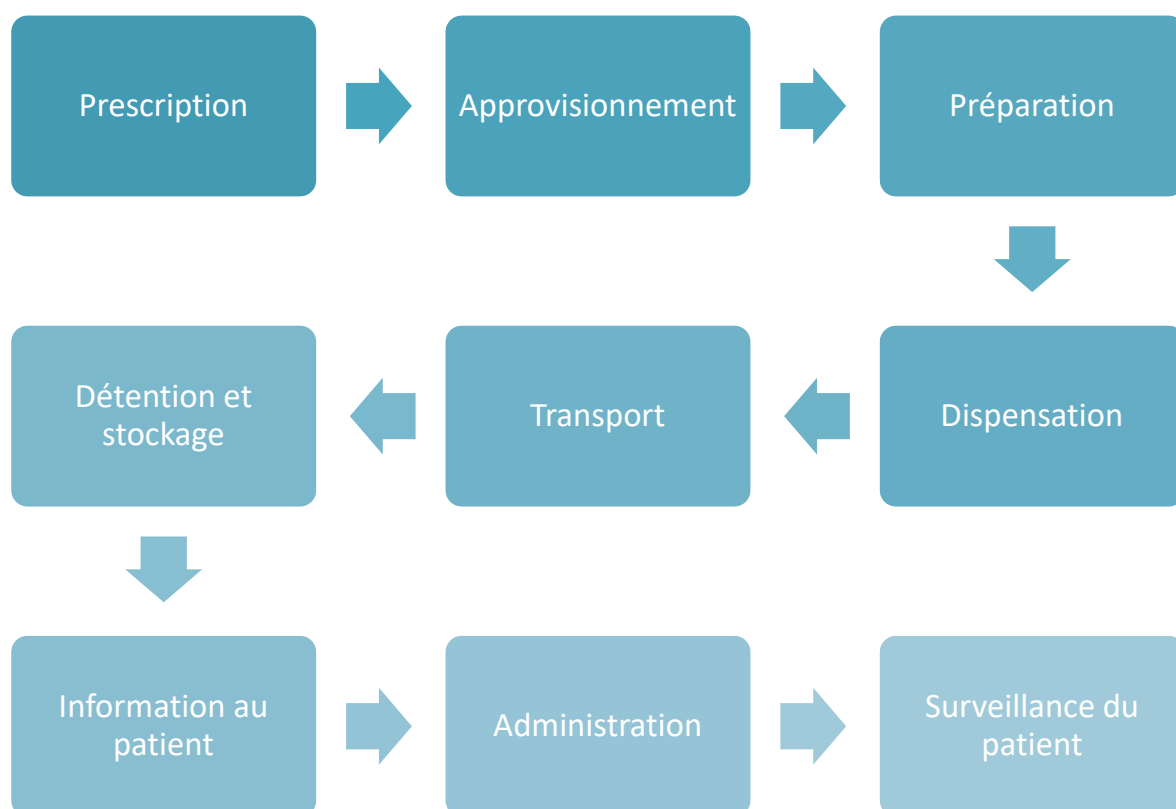 Prescription
Approvisionnement
Préparation
Détention et
stockage
Transport
Dispensation
Information au
patient
Administration
Surveillance du
patient